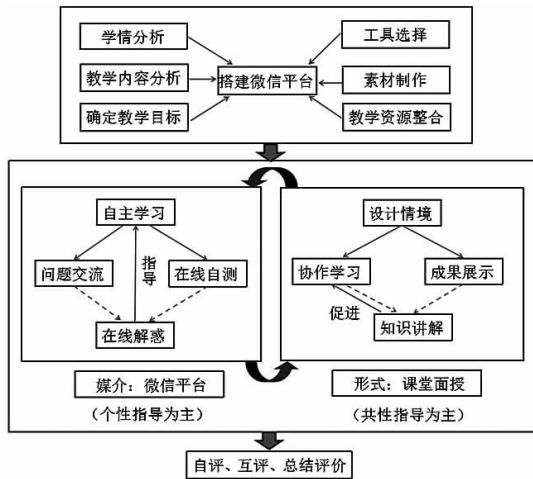 学情分析
工具选择
教学内容分析
搭建微信平台
素材制作
确定教学目标
教学资源整合
自主学习
设计情境
指导
问题交流
在线自测
协作学习
成果展示
促进
在线解惑
知识讲解
媒介：微信平台
形式：课堂面授
（个性指导为主）
（共性指导为主）
自评、互评、总结评价